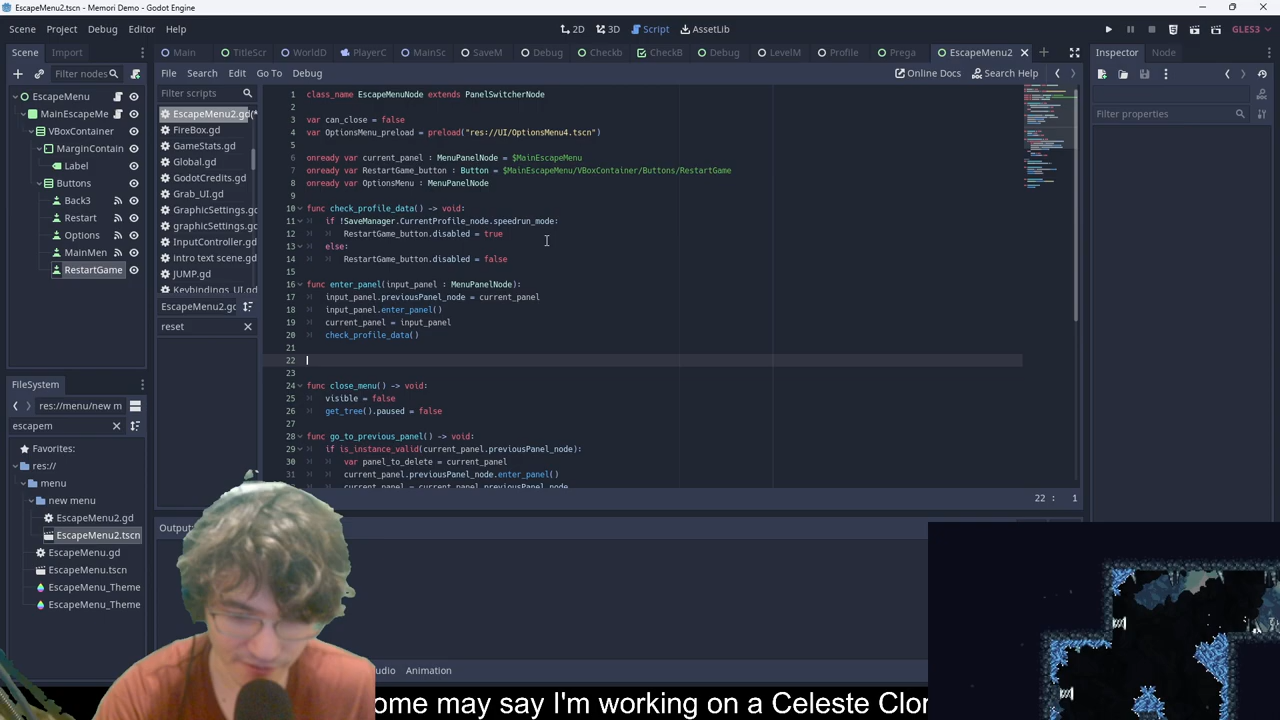 EscapeMenu2.tscn - Memori Demo - Godot Engine
Scene Project Debug Editor Help
2D 3D Script AssetLib
GLES3
Scene Import
Main TitleScr WorldD PlayerC MainSc SaveM Debug Checkb CheckB Debug LevelM Profile Prega EscapeMenu2
Inspector Node
Filter nodes
File Search Edit Go To Debug
Online Docs Search Help
Filter properties
EscapeMenu
MainEscapeMe
VBoxContainer
MarginContain
Label
Buttons
Back3
Restart
Options
MainMen
RestartGame
Filter scripts
EscapeMenu2.gd(*
FireBox.gd
GameStats.gd
Global.gd
GodotCredits.gd
Grab_UI.gd
GraphicSettings.gc
graphicSettings.gc
InputController.gd
Intro text scene.gd
JUMP.gd
Keybindings_UI.gd
EscapeMenu2.gc
reset
1 class_name EscapeMenuNode extends PanelSwitcherNode
2
3 var can_close = false
4 var OptionsMenu_preload = preload("res://UI/OptionsMenu4.tscn")
5
6 onready var current_panel : MenuPanelNode = $MainEscapeMenu
7 onready var RestartGame_button : Button = $MainEscapeMenu/VBoxContainer/Buttons/RestartGame
8 onready var OptionsMenu : MenuPanelNode
9
10 func check_profile_data() -> void:
11 if !SaveManager.CurrentProfile_node.speedrun_mode:
12 RestartGame_button.disabled = true
13 else:
14 RestartGame_button.disabled = false
15
16 func enter_panel(input_panel : MenuPanelNode):
17 input_panel.previousPanel_node = current_panel
18 input_panel.enter_panel()
19 current_panel = input_panel
20 check_profile_data()
21
22
23
24 func close_menu() -> void:
25 visible = false
26 get_tree().paused = false
27
28 func go_to_previous_panel() -> void:
29 if is_instance_valid(current_panel.previousPanel_node):
30 var panel_to_delete = current_panel
31 current_panel.previousPanel_node.enter_panel()
current_panel = current_panel.previousPanel_node
22 : 1
FileSystem
res://menu/new m
escapem
Favorites:
res://
menu
new menu
EscapeMenu2.gd
EscapeMenu2.tscn
EscapeMenu.gd
EscapeMenu.tscn
EscapeMenu_Theme
EscapeMenu_Theme
Output:
udio Animation
ome may say I'm working on a Celeste Clon